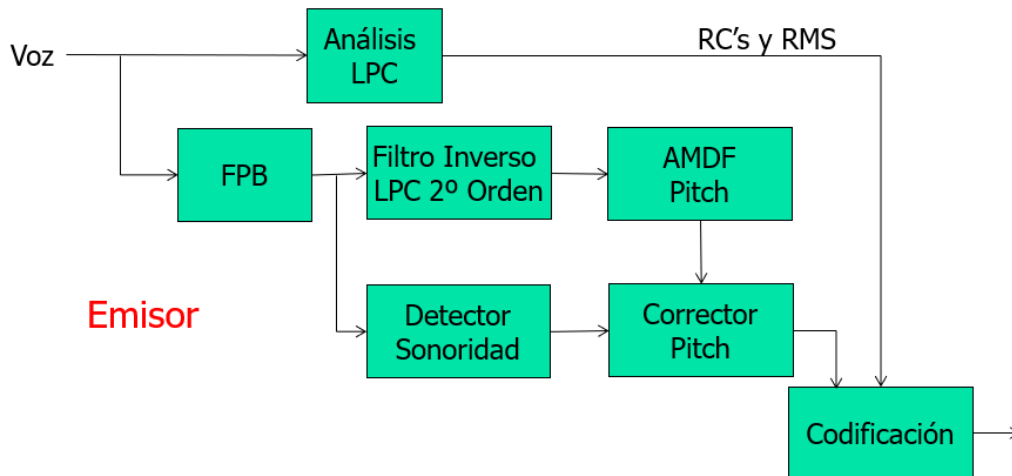 Voz
Análisis
LPC
RC’s y RMS
FPB
Filtro Inverso
LPC 2º Orden
AMDF
Pitch
Emisor
Detector
Sonoridad
Corrector
Pitch
Codificación